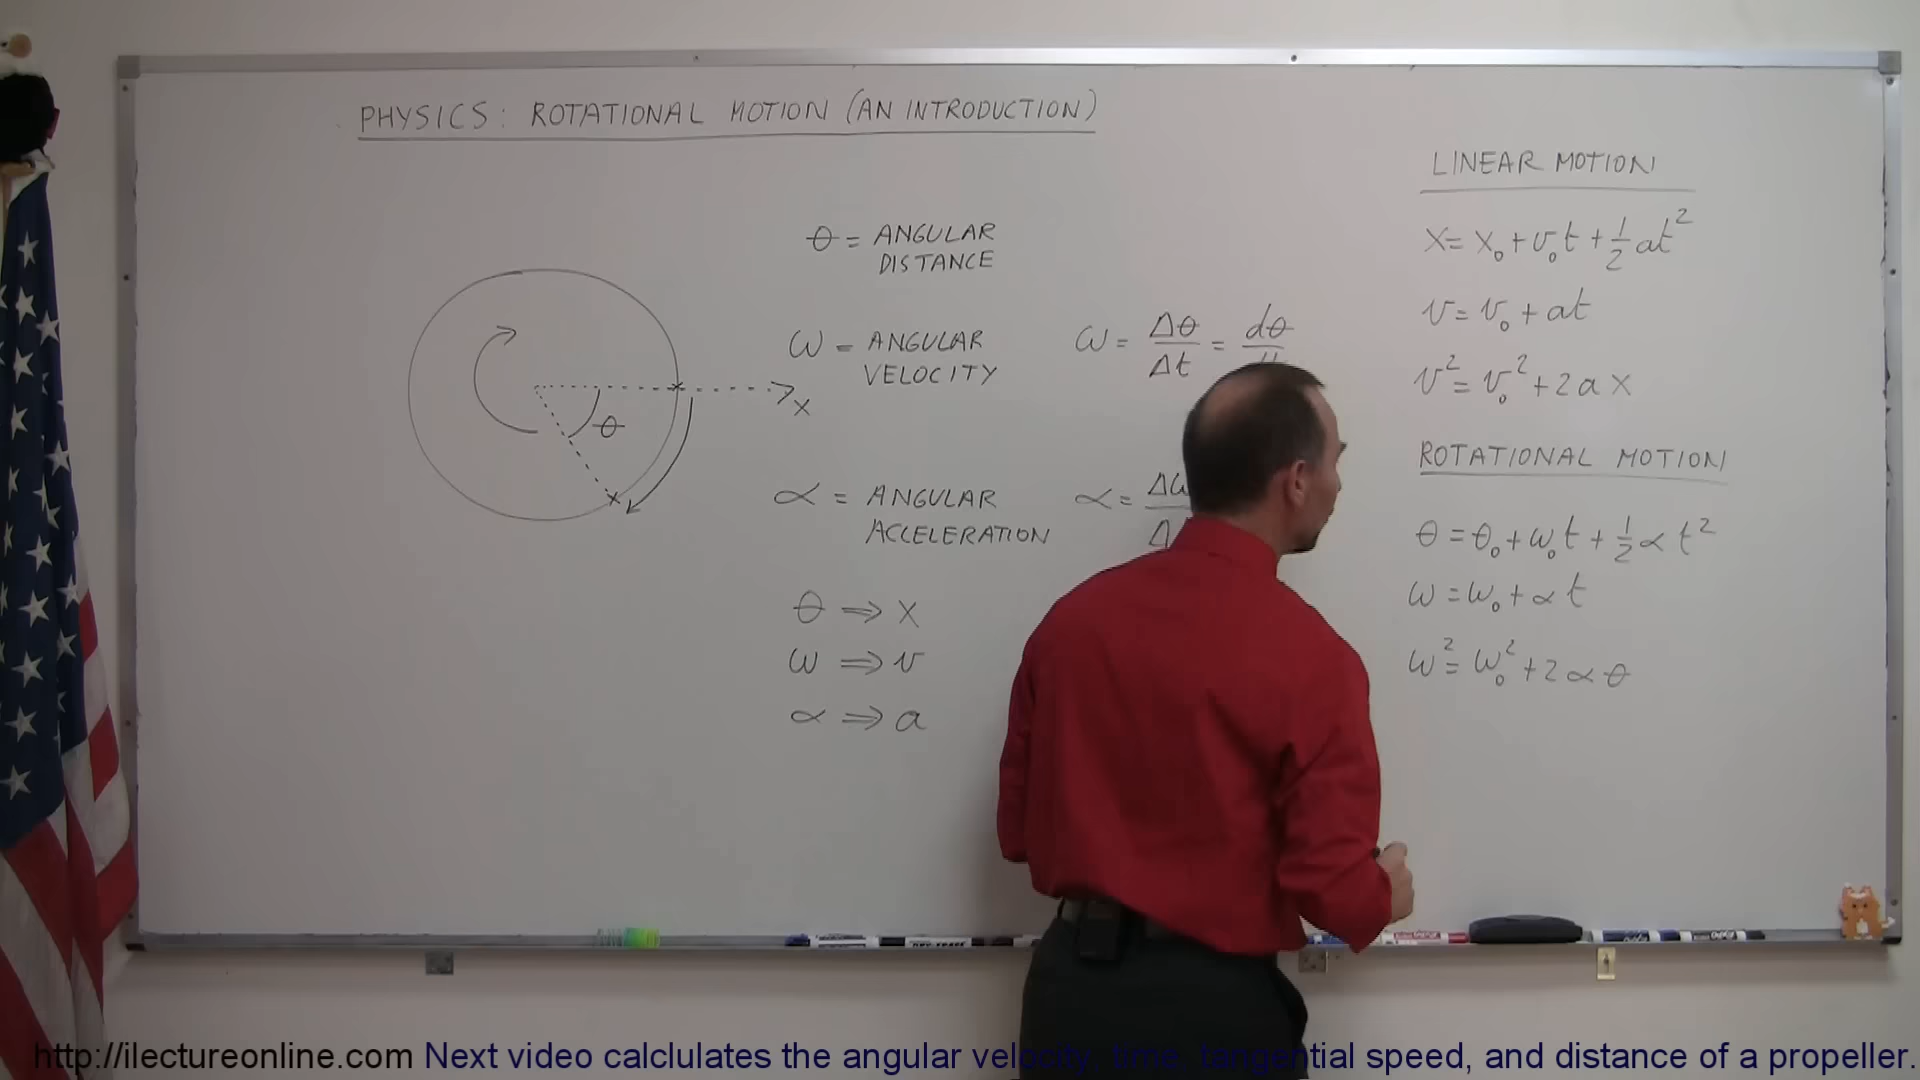 PHYSICS: ROTATIONAL MOTION (AN INTRODUCTION)
θ = ANGULAR
DISTANCE
ω = ANGULAR
VELOCITY
ω = Δθ/Δt = dθ
α = ANGULAR
ACCELERATION
α =
θ ⇒ x
ω ⇒ v
α ⇒ a
x
θ
LINEAR MOTION
x = x₀ + v₀t + ½at²
v = v₀ + at
v² = v₀² + 2ax
ROTATIONAL MOTION
θ = θ₀ + ω₀t + ½αt²
ω = ω₀ + αt
ω² = ω₀² + 2αθ
http://ilectureonline.com Next video calclulates the angular velocity, time, tangential speed, and distance of a propeller.